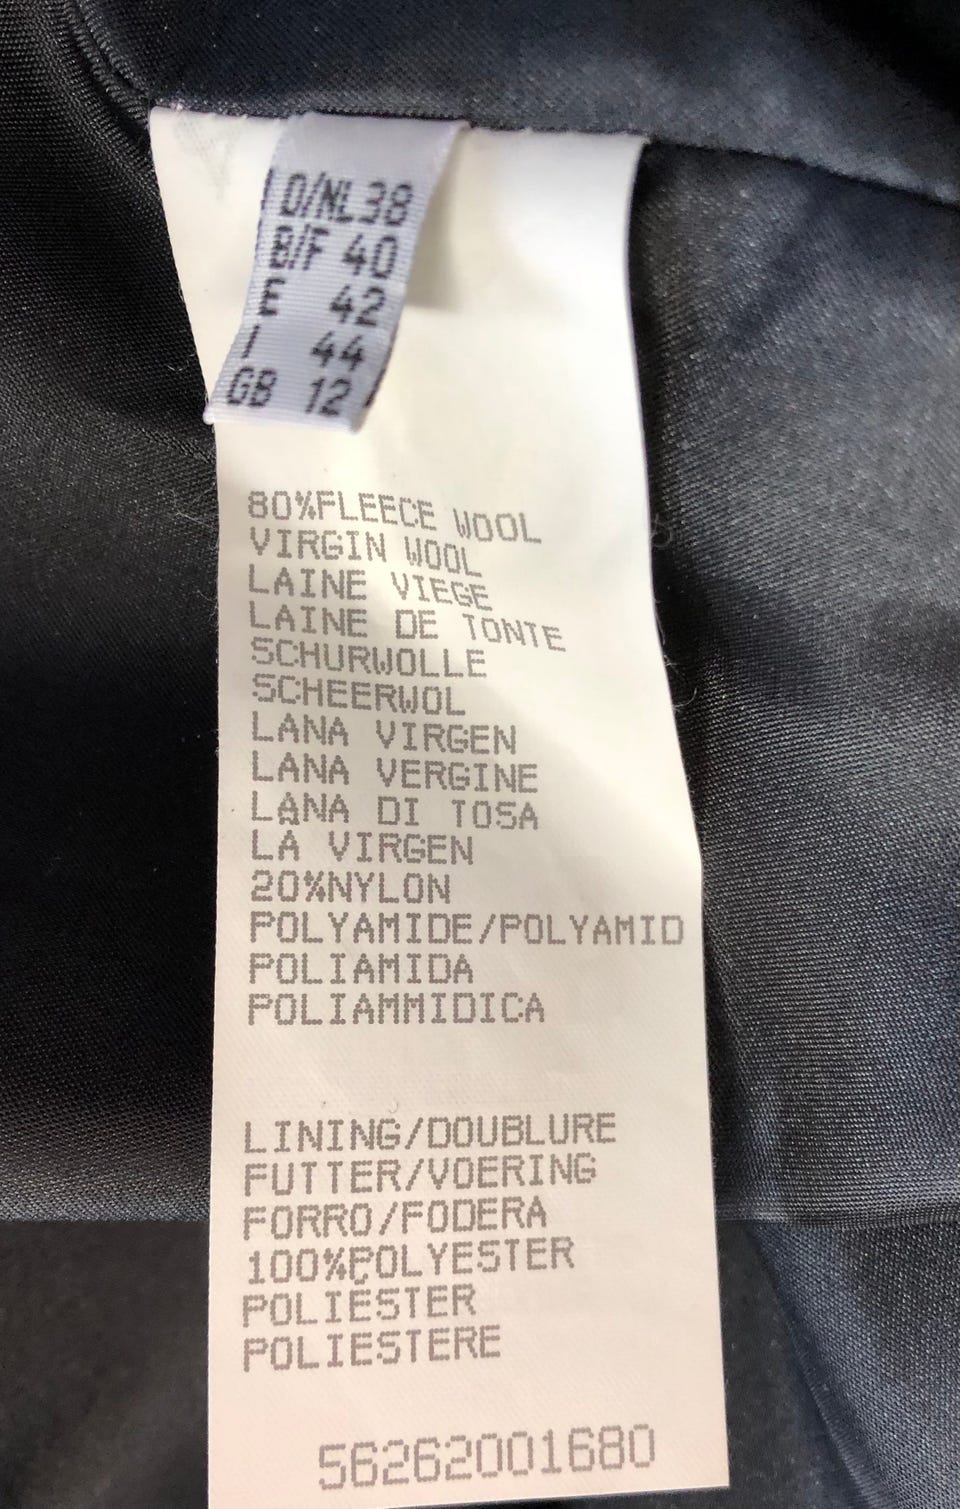 D/NL 38
B/F 40
E 42
I 44
GB 12
80%FLEECE WOOL
VIRGIN WOOL
LAINE VIEGE
LAINE DE TONTE
SCHURWOLLE
SCHEERWOL
LANA VIRGEN
LANA VERGINE
LANA DI TOSA
LA VIRGEN
20%NYLON
POLYAMIDE/POLYAMID
POLIAMIDA
POLIAMMIDICA
LINING/DOUBLURE
FUTTER/VOERING
FORRO/FODERA
100%POLYESTER
POLIESTER
POLIESTERE
56262001680